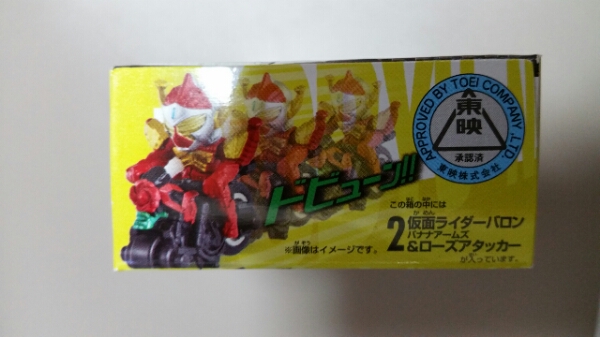 APPROVED BY TOEI COMPANY, LTD.
東映
承認済
東映株式会社
ドビューン!!
この箱の中には
2 仮面ライダーバロン
バナナアームズ
&ローズアタッカー
が入っています。
※画像はイメージです。